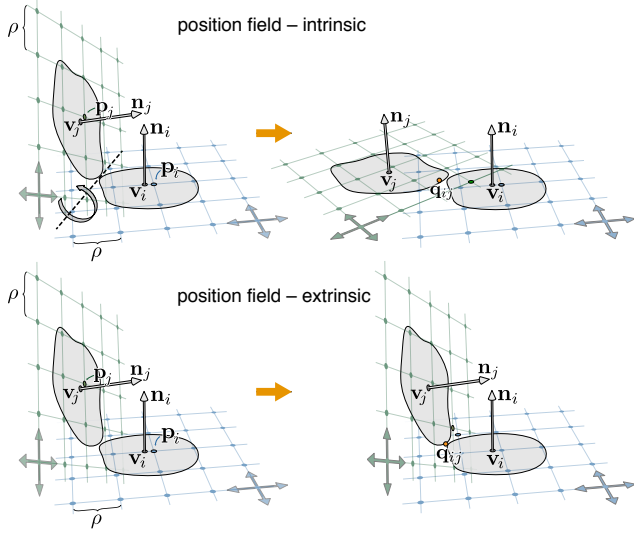 position field – intrinsic
ρ
p_j
v_j
n_j
n_i
p_i
v_i
ρ
n_j
v_j
q_ij
n_i
v_i
position field – extrinsic
ρ
p_j
v_j
n_j
n_i
p_i
v_i
ρ
n_j
v_j
n_i
q_ij
v_i